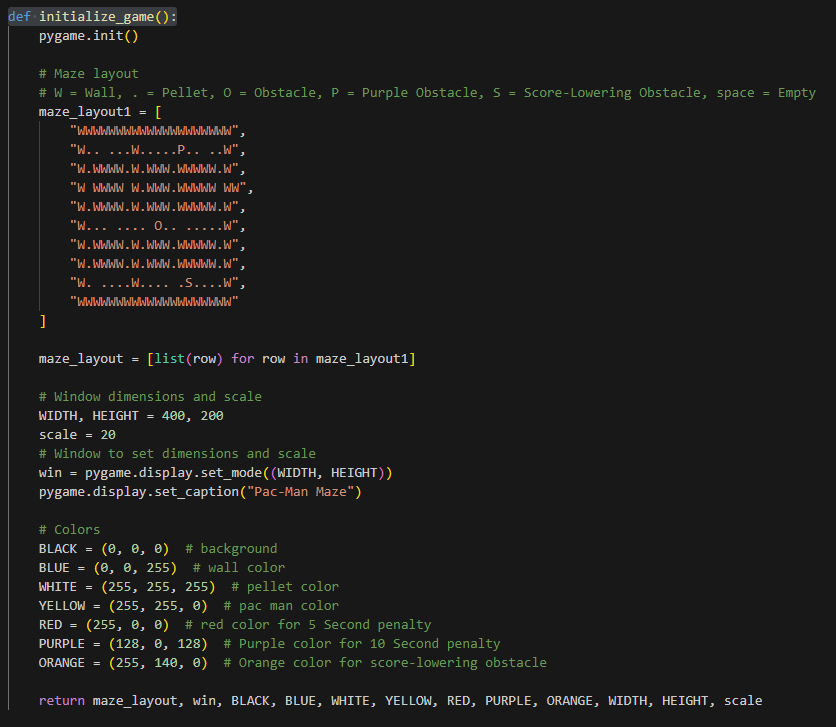 def initialize_game():
    pygame.init()

    # Maze layout
    # W = Wall, . = Pellet, O = Obstacle, P = Purple Obstacle, S = Score-Lowering Obstacle, space = Empty
    maze_layout1 = [
        "WWWWWWWWWWWWWWWWWWWW",
        "W.. ...W.....P.. ..W",
        "W.WWWW.W.WWW.WWWWW.W",
        "W WWWW W.WWW.WWWWW WW",
        "W.WWWW.W.WWW.WWWWW.W",
        "W... .... O.. .....W",
        "W.WWWW.W.WWW.WWWWW.W",
        "W.WWWW.W.WWW.WWWWW.W",
        "W. ....W.... .S....W",
        "WWWWWWWWWWWWWWWWWWWW"
    ]

    maze_layout = [list(row) for row in maze_layout1]

    # Window dimensions and scale
    WIDTH, HEIGHT = 400, 200
    scale = 20
    # Window to set dimensions and scale
    win = pygame.display.set_mode((WIDTH, HEIGHT))
    pygame.display.set_caption("Pac-Man Maze")

    # Colors
    BLACK = (0, 0, 0)  # background
    BLUE = (0, 0, 255)  # wall color
    WHITE = (255, 255, 255)  # pellet color
    YELLOW = (255, 255, 0)  # pac man color
    RED = (255, 0, 0)  # red color for 5 Second penalty
    PURPLE = (128, 0, 128)  # Purple color for 10 Second penalty
    ORANGE = (255, 140, 0)  # Orange color for score-lowering obstacle

    return maze_layout, win, BLACK, BLUE, WHITE, YELLOW, RED, PURPLE, ORANGE, WIDTH, HEIGHT, scale